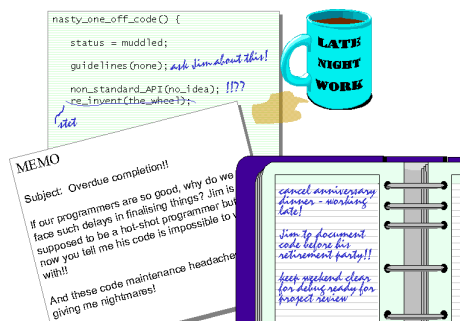 nasty_one_off_code() {
status = muddled;
guidelines(none); ask Jim about this!
non_standard_API(no_idea); !!??
re_invent(the_wheel);
stet
LATE
NIGHT
WORK
MEMO
Subject: Overdue completion!!
If our programmers are so good, why do we
face such delays in finalising things? Jim is
supposed to be a hot-shot programmer but
now you tell me his code is impossible to
with!!
And these code maintenance headaches
giving me nightmares!
cancel anniversary
dinner - working
late!
Jim to document
code before his
retirement party!!
keep weekend clear
for debug ready for
project review